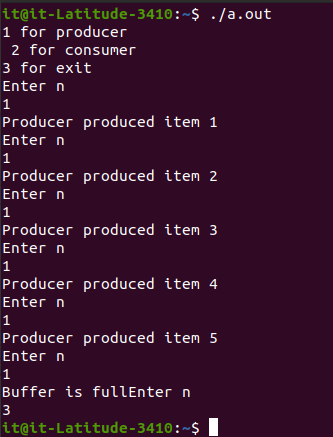 it@it-Latitude-3410:~$ ./a.out
1 for producer
 2 for consumer
3 for exit
Enter n
1
Producer produced item 1
Enter n
1
Producer produced item 2
Enter n
1
Producer produced item 3
Enter n
1
Producer produced item 4
Enter n
1
Producer produced item 5
Enter n
1
Buffer is fullEnter n
3
it@it-Latitude-3410:~$